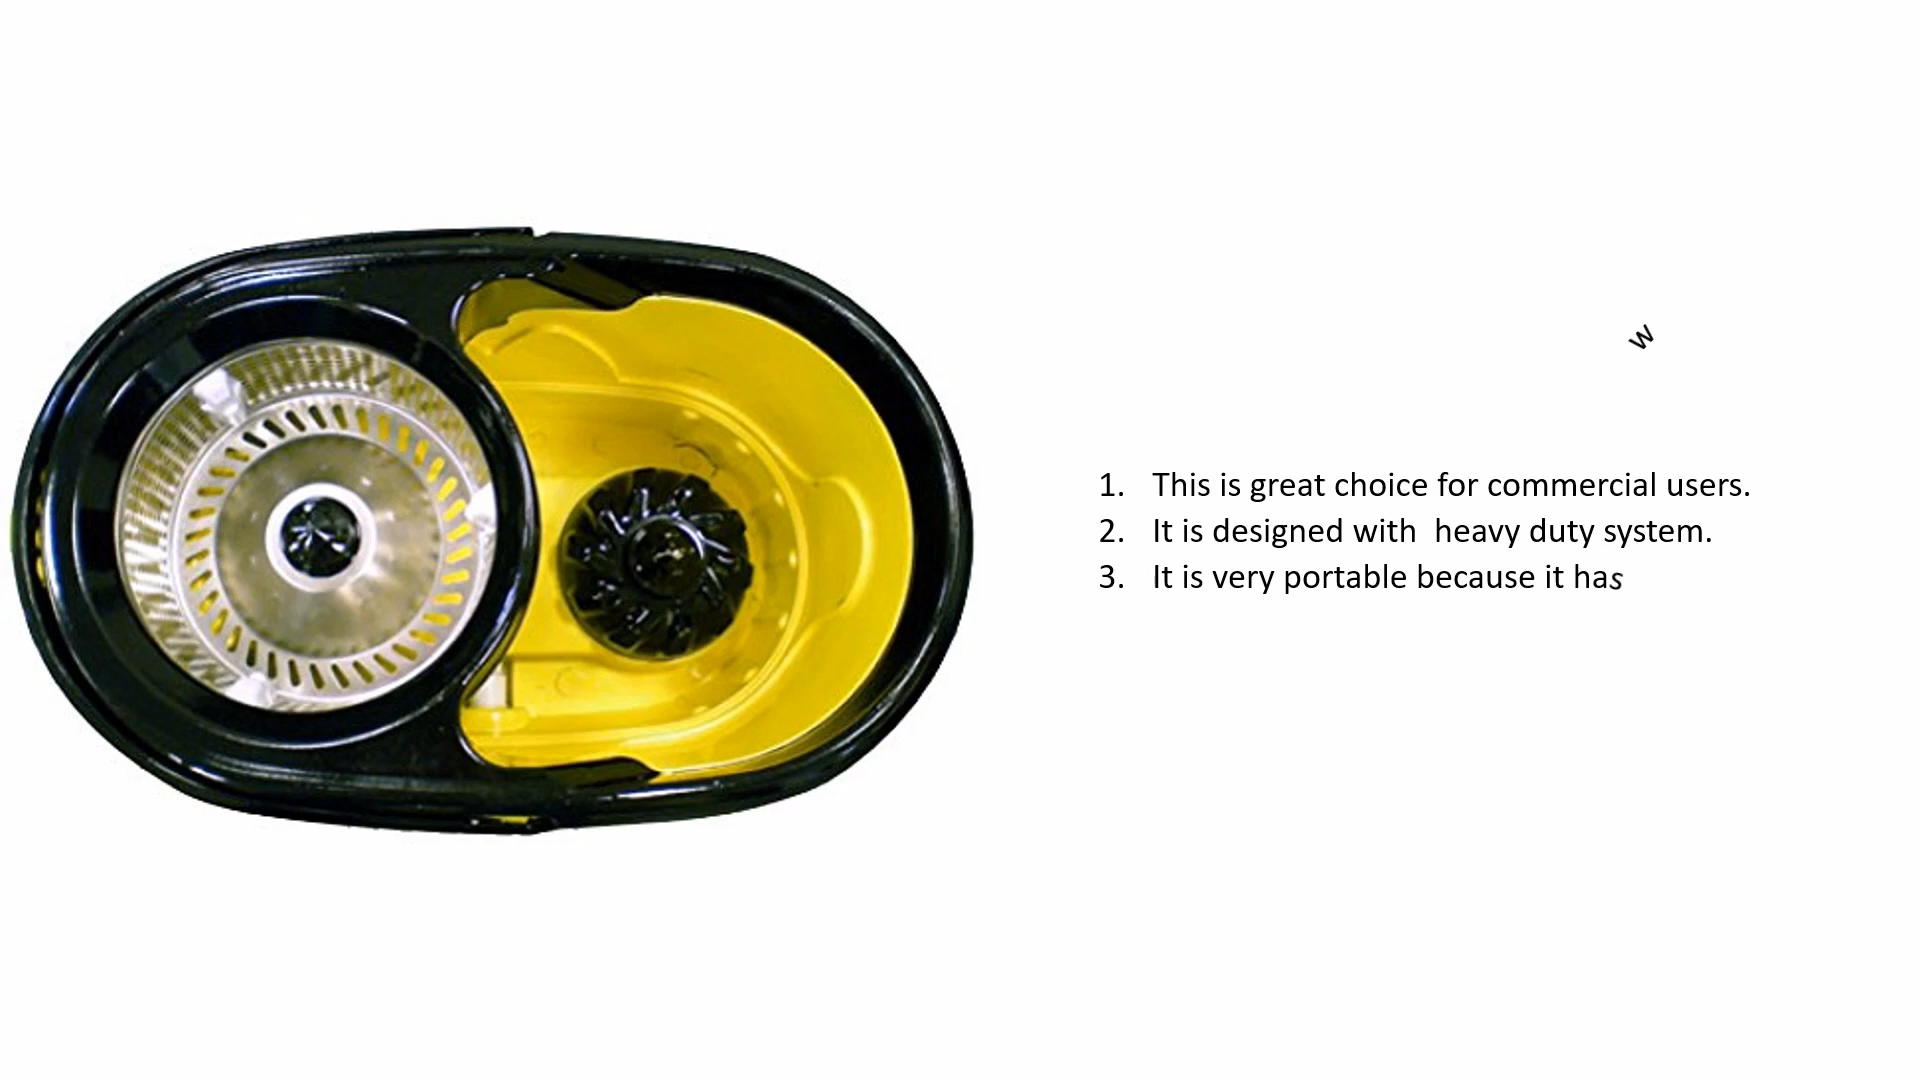 w
1. This is great choice for commercial users.
2. It is designed with  heavy duty system.
3. It is very portable because it has